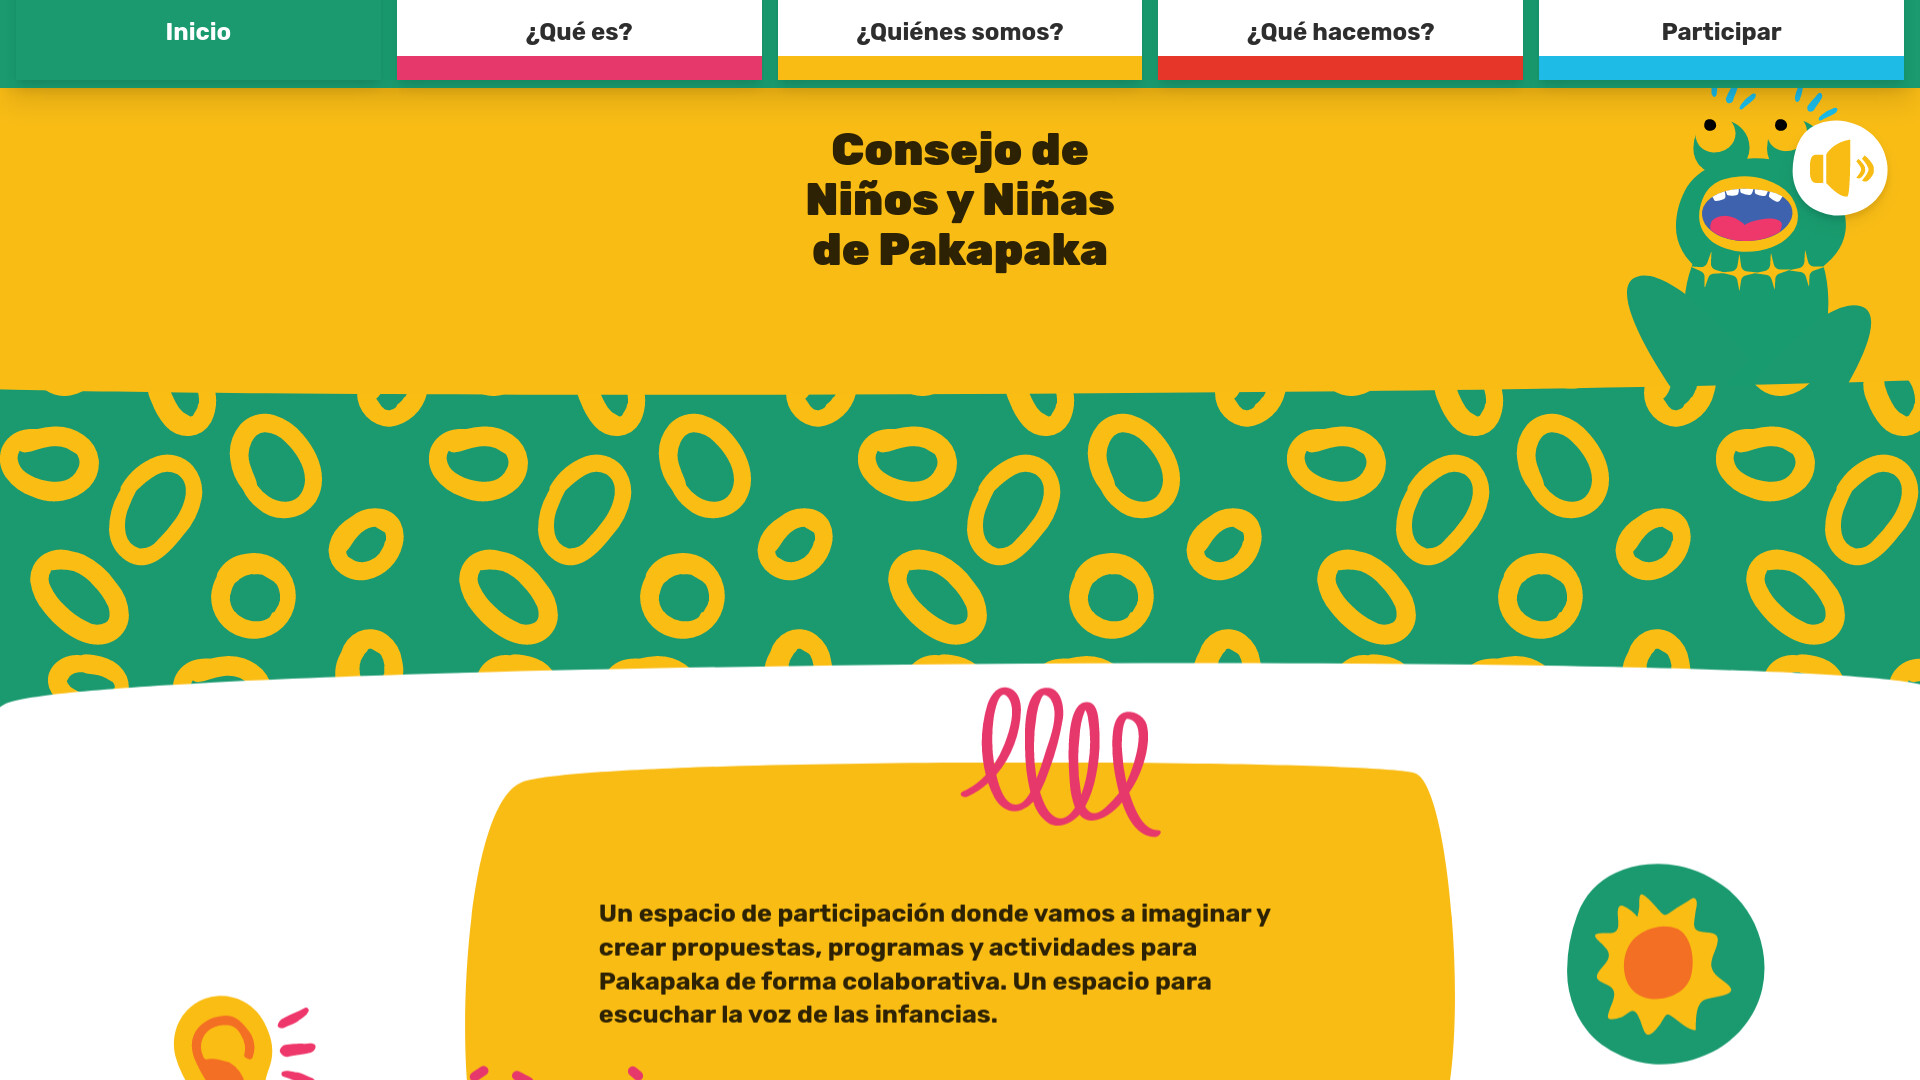 Inicio
¿Qué es?
¿Quiénes somos?
¿Qué hacemos?
Participar
Consejo de
Niños y Niñas
de Pakapaka
Un espacio de participación donde vamos a imaginar y
crear propuestas, programas y actividades para
Pakapaka de forma colaborativa. Un espacio para
escuchar la voz de las infancias.